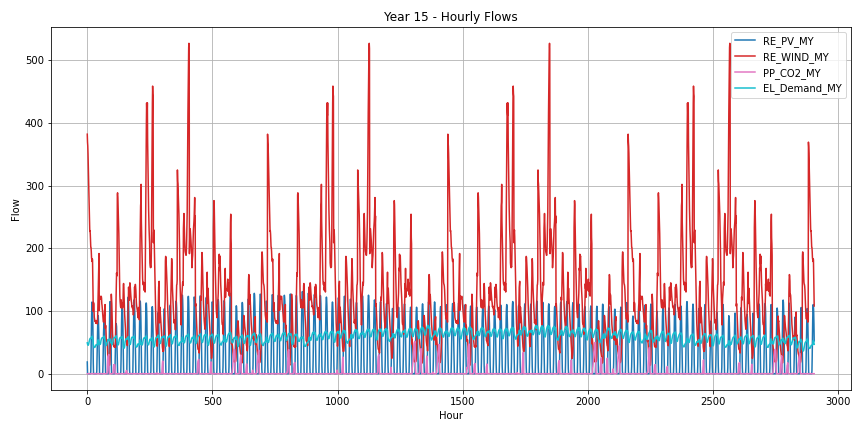 Year 15 - Hourly Flows
RE_PV_MY
RE_WIND_MY
PP_CO2_MY
EL_Demand_MY
500
400
300
200
100
0
Flow
0
500
1000
1500
2000
2500
3000
Hour